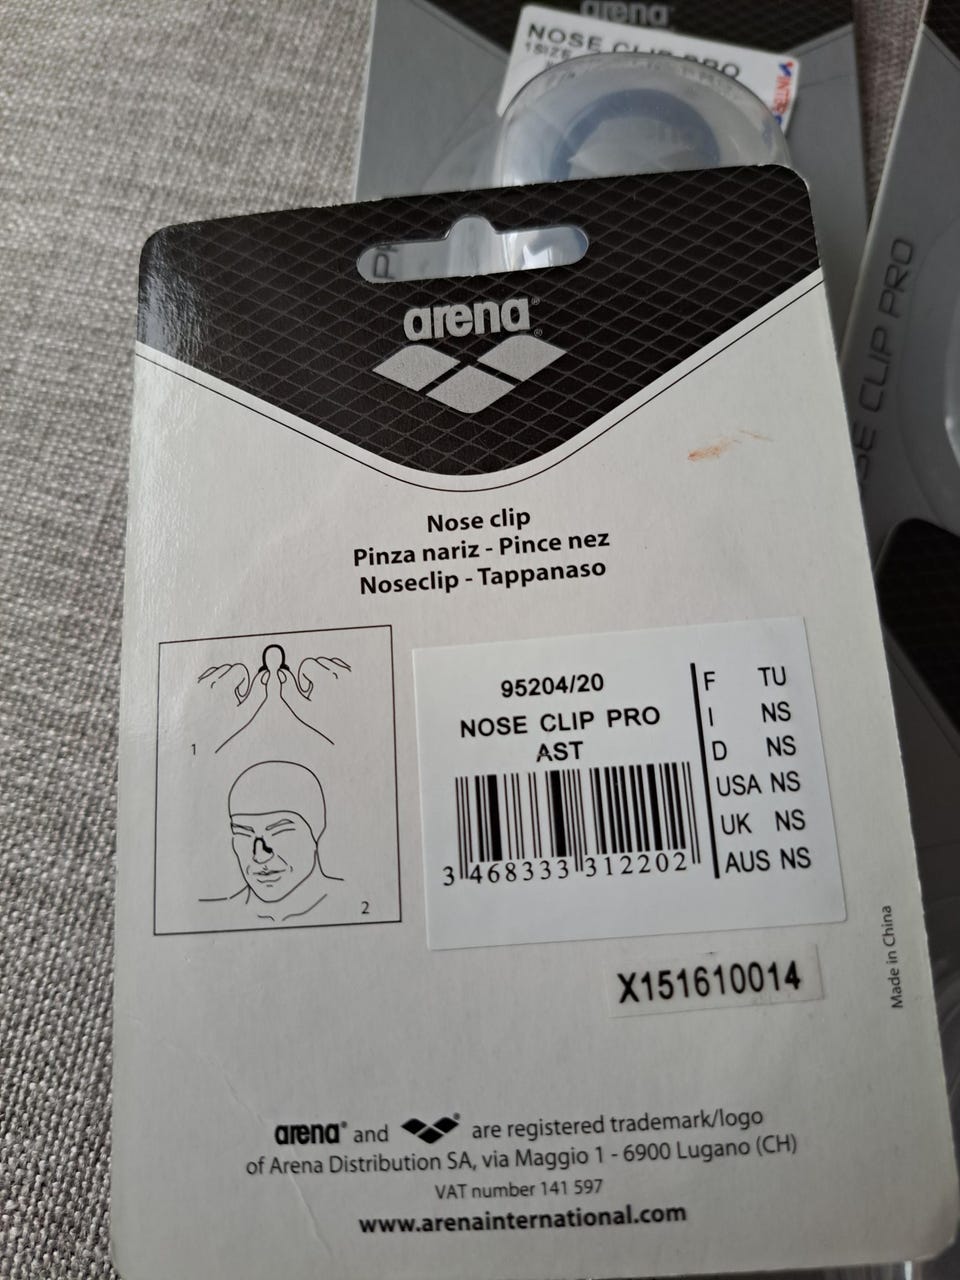 arena
NOSE CLIP PRO
1SIZE
arena
Nose clip
Pinza nariz - Pince nez
Noseclip - Tappanaso
1
2
95204/20
NOSE CLIP PRO
AST
3 468333 312202
F TU
I NS
D NS
USA NS
UK NS
AUS NS
X151610014
Made in China
arena® and ® are registered trademark/logo
of Arena Distribution SA, via Maggio 1 - 6900 Lugano (CH)
VAT number 141 597
www.arenainternational.com
CLIP PRO